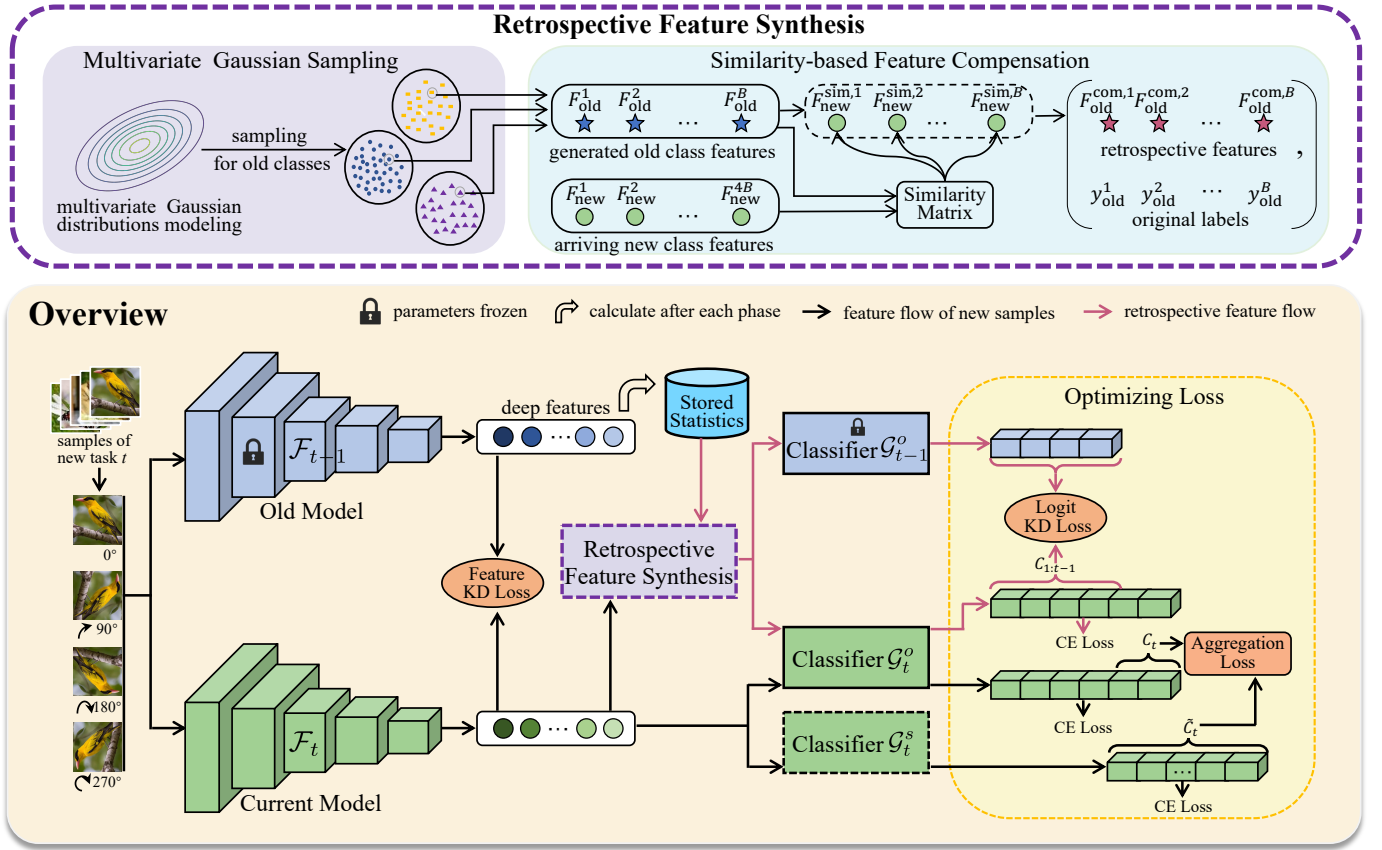 Retrospective Feature Synthesis
Multivariate Gaussian Sampling
sampling
for old classes
multivariate Gaussian
distributions modeling
Similarity-based Feature Compensation
F_old^1 F_old^2 ... F_old^B
generated old class features
F_new^1 F_new^2 ... F_new^4B
arriving new class features
F_new^sim,1 F_new^sim,2 ... F_new^sim,B
Similarity
Matrix
F_old^com,1 F_old^com,2 ... F_old^com,B
retrospective features ,
y_old^1 y_old^2 ... y_old^B
original labels
Overview
parameters frozen
calculate after each phase
feature flow of new samples
retrospective feature flow
samples of
new task t
0°
90°
180°
270°
F_t−1
Old Model
F_t
Current Model
deep features
...
Feature
KD Loss
...
Stored
Statistics
Retrospective
Feature Synthesis
Classifier G_t−1^o
Classifier G_t^o
Classifier G_t^s
Optimizing Loss
Logit
KD Loss
C_1:t−1
CE Loss
C_t
Aggregation
Loss
CE Loss
C̃_t
...
CE Loss